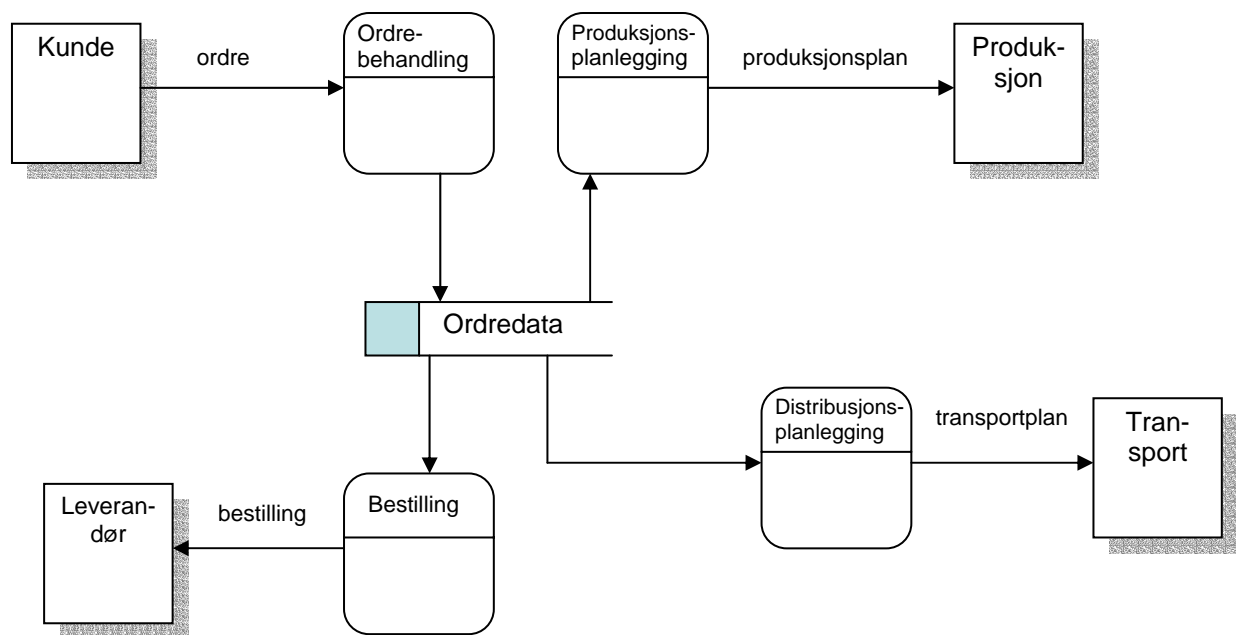 Kunde
ordre
Ordre-
behandling
Produksjons-
planlegging
produksjonsplan
Produk-
sjon
Ordredata
Distribusjons-
planlegging
transportplan
Tran-
sport
Leveran-
dør
bestilling
Bestilling